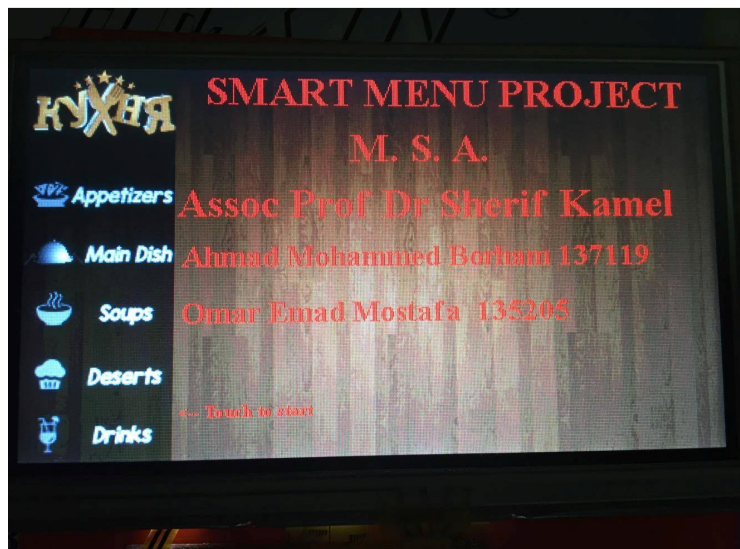 КУХНЯ
SMART MENU PROJECT
M. S. A.
Appetizers
Assoc Prof Dr Sherif Kamel
Main Dish
Ahmad Mohammed Borham 137119
Soups
Omar Emad Mostafa 135205
Deserts
<-- Touch to start
Drinks